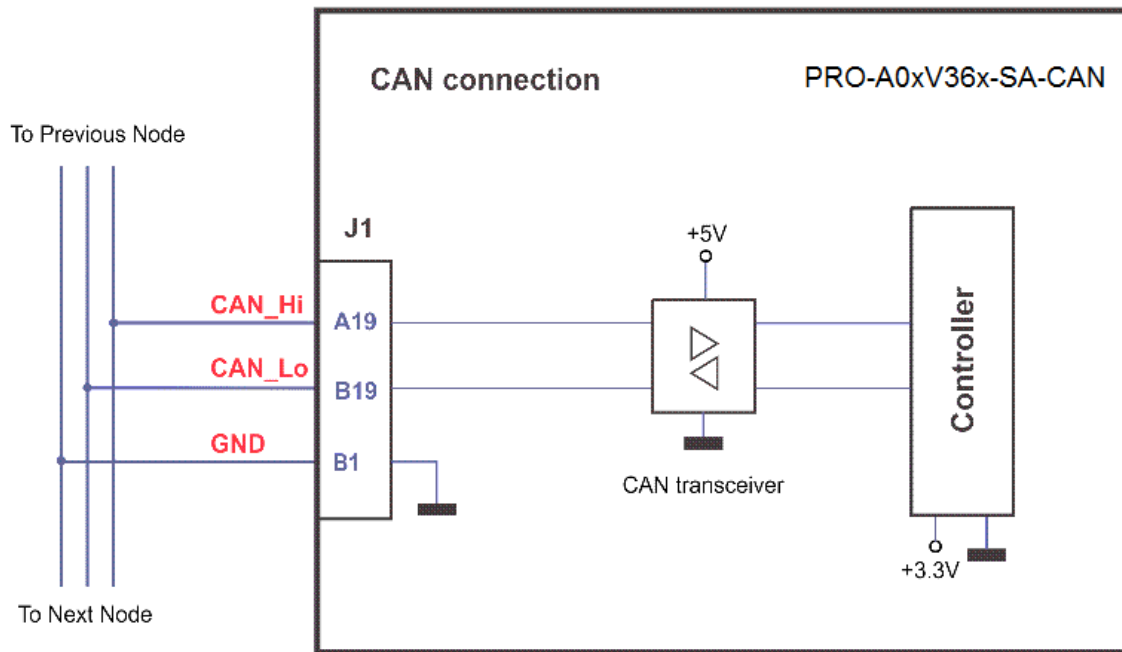 CAN connection
PRO-A0xV36x-SA-CAN
To Previous Node
J1
+5V
CAN_Hi
A19
CAN_Lo
B19
GND
B1
CAN transceiver
Controller
+3.3V
To Next Node